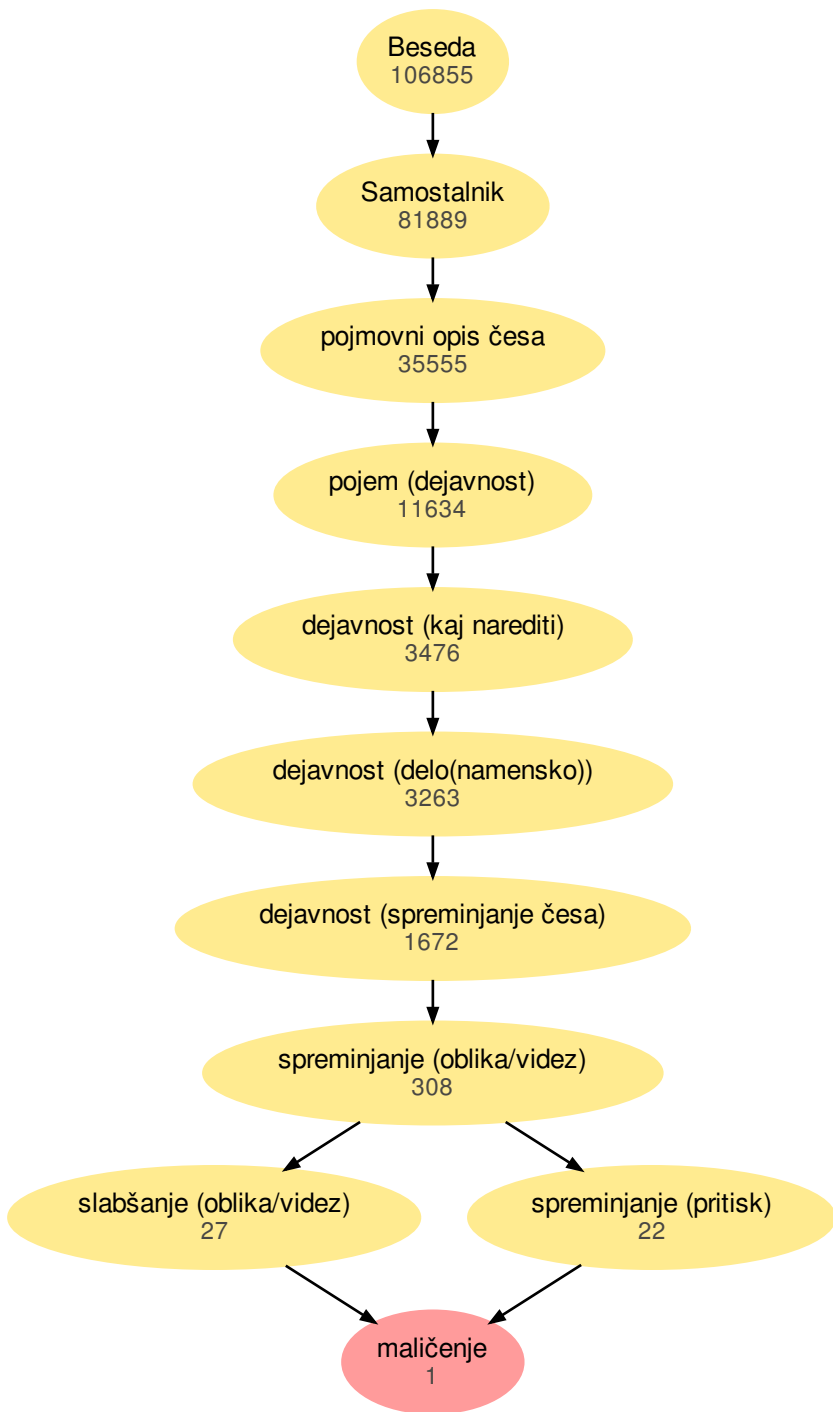 Beseda
106855
Samostalnik
81889
pojmovni opis česa
35555
pojem (dejavnost)
11634
dejavnost (kaj narediti)
3476
dejavnost (delo(namensko))
3263
dejavnost (spreminjanje česa)
1672
spreminjanje (oblika/videz)
308
slabšanje (oblika/videz)
27
spreminjanje (pritisk)
22
maličenje
1